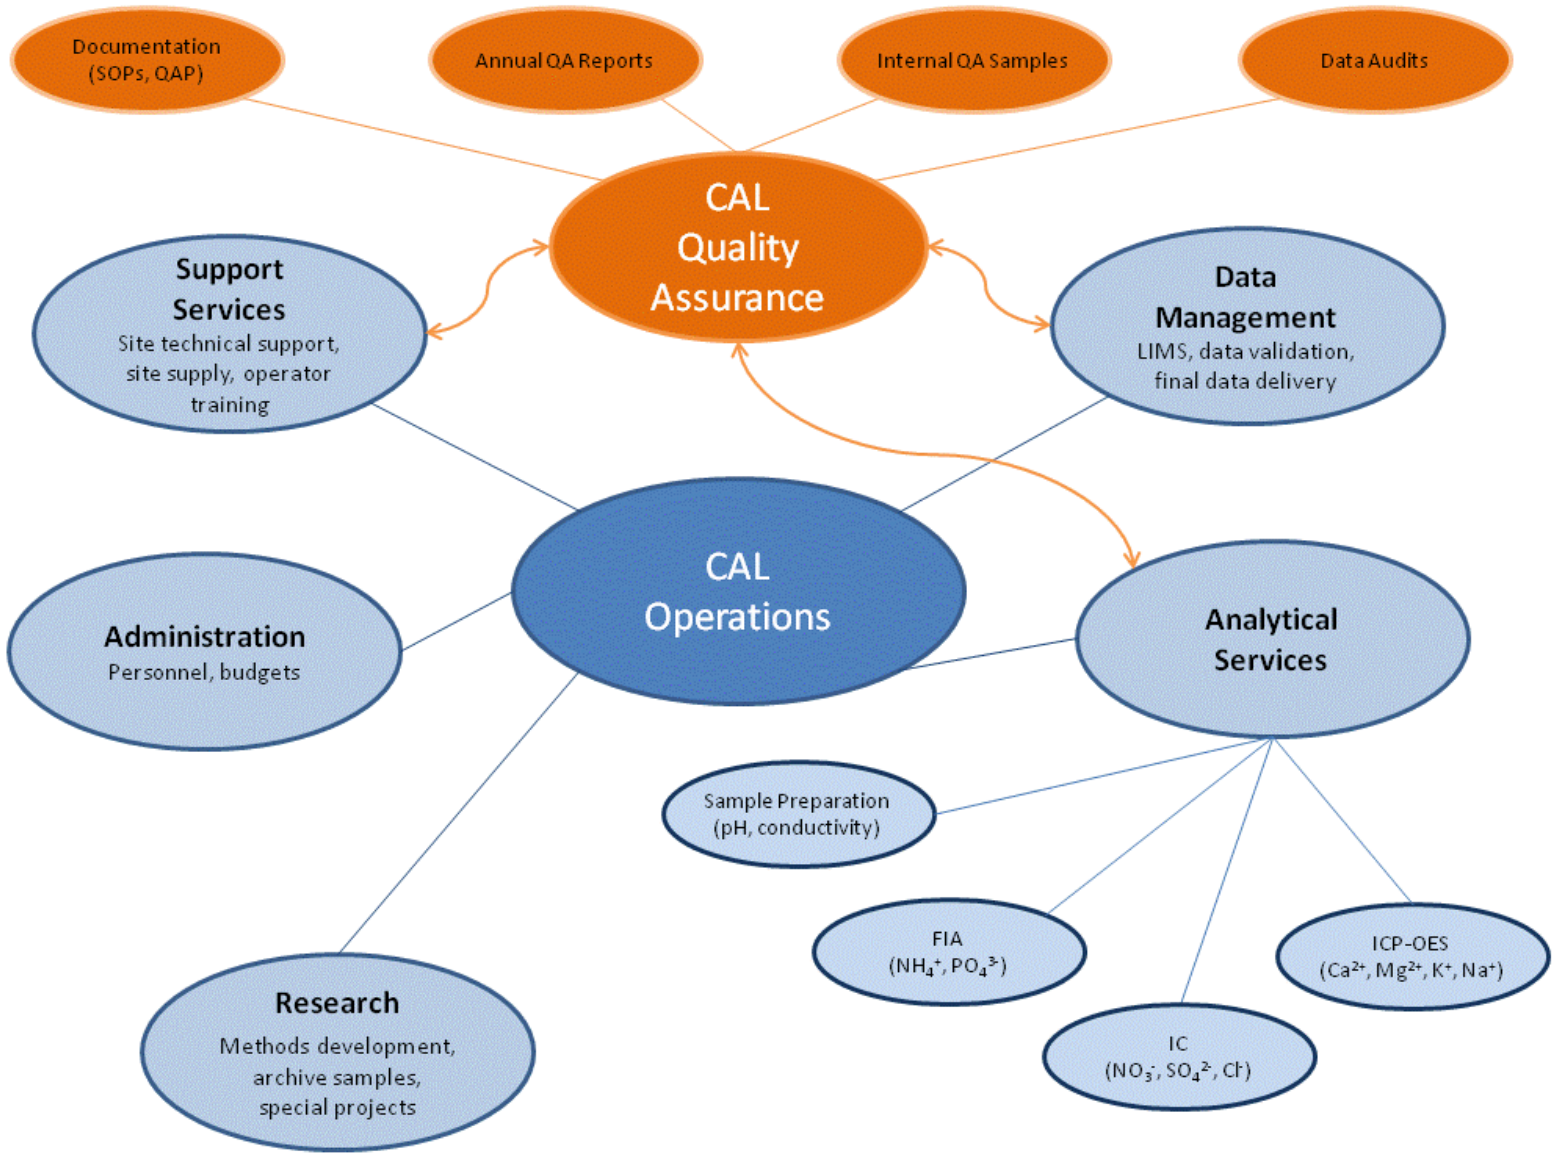 Documentation
(SOPs, QAP)
Annual QA Reports
Internal QA Samples
Data Audits
CAL
Quality
Assurance
Support
Services
Site technical support,
site supply, operator
training
Data
Management
LIMS, data validation,
final data delivery
CAL
Operations
Administration
Personnel, budgets
Analytical
Services
Sample Preparation
(pH, conductivity)
FIA
(NH₄⁺, PO₄³⁻)
ICP-OES
(Ca²⁺, Mg²⁺, K⁺, Na⁺)
IC
(NO₃⁻, SO₄²⁻, Cl⁻)
Research
Methods development,
archive samples,
special projects